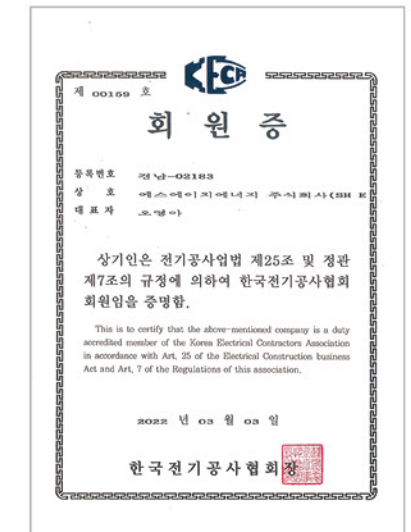 KECA
제 00159 호
회 원 증
등록번호 경남-02183
상 호 에스에이치에너지 주식회사(SH E
대 표 자 오영아
상기인은 전기공사업법 제25조 및 정관
제7조의 규정에 의하여 한국전기공사협회
회원임을 증명함.
This is to certify that the above-mentioned company is a duty
accredited member of the Korea Electrical Contractors Association
in accordance with Art, 25 of the Electrical Construction business
Act and Art, 7 of the Regulations of this association.
2022 년 03 월 03 일
한국전기공사협회장